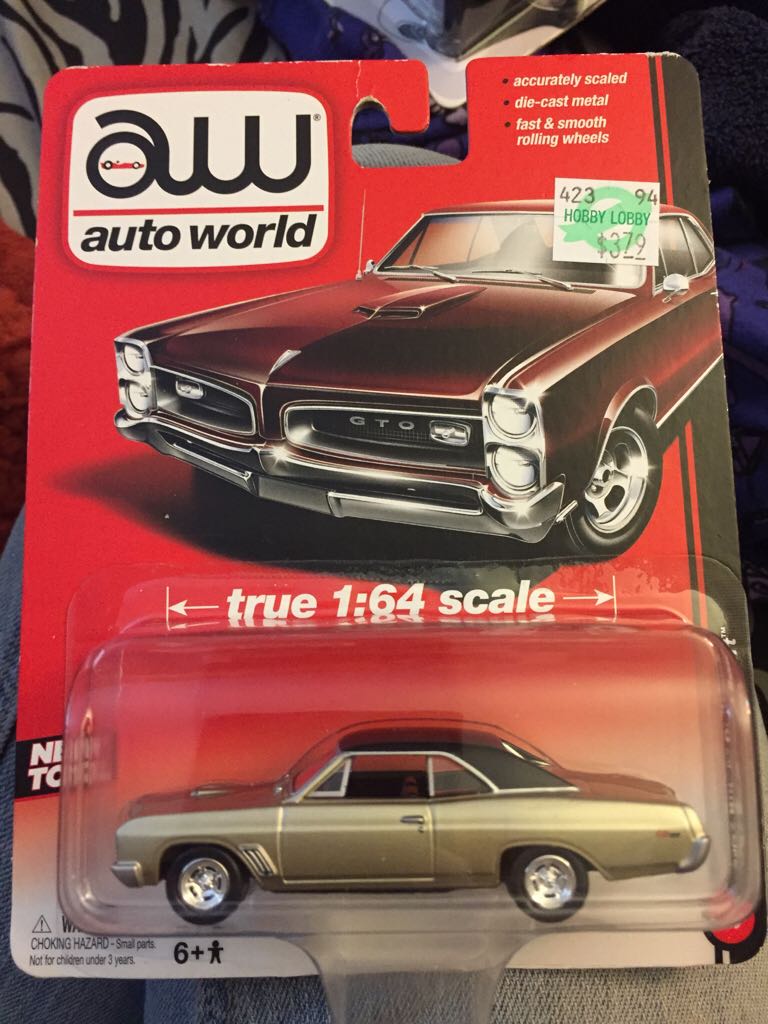 aw®
auto world
• accurately scaled
• die-cast metal
• fast & smooth
rolling wheels
423 94
HOBBY LOBBY
$3.79
GTO
true 1:64 scale
CHOKING HAZARD - Small parts.
Not for children under 3 years.
6+